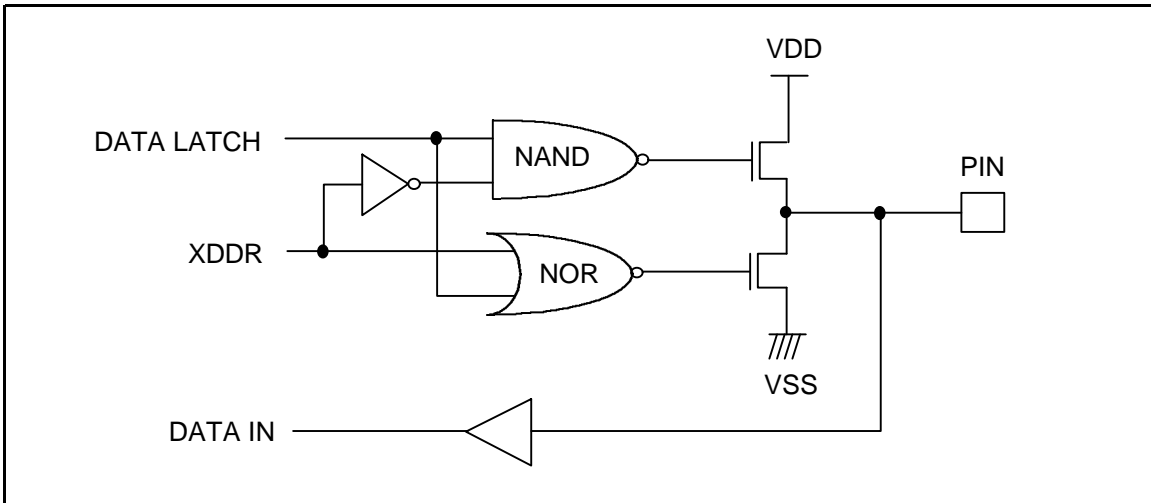 VDD
DATA LATCH
NAND
PIN
XDDR
NOR
VSS
DATA IN